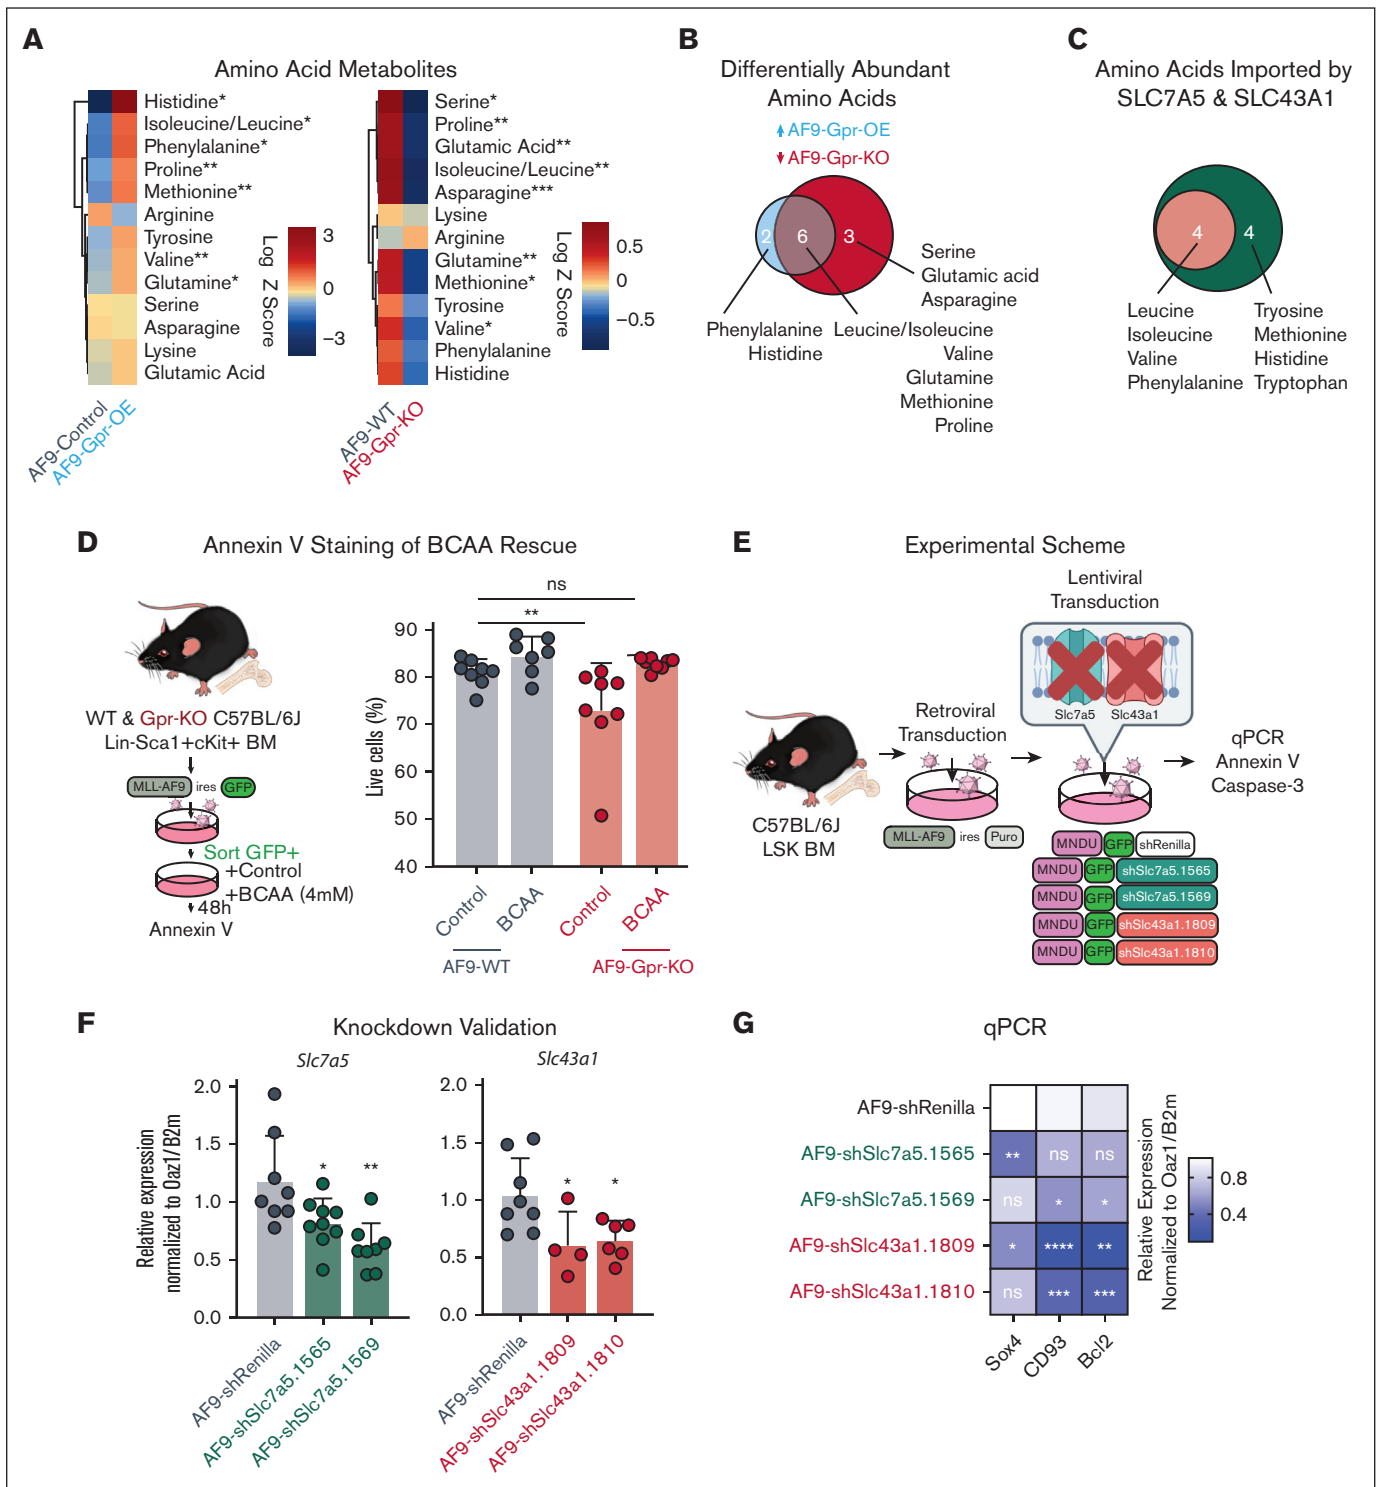 A
Amino Acid Metabolites
Histidine*
Isoleucine/Leucine*
Phenylalanine*
Proline**
Methionine**
Arginine
Tyrosine
Valine**
Glutamine*
Serine
Asparagine
Lysine
Glutamic Acid
AF9-Control
AF9-Gpr-OE
Log Z Score
3
0
−3
Serine*
Proline**
Glutamic Acid**
Isoleucine/Leucine**
Asparagine***
Lysine
Arginine
Glutamine**
Methionine*
Tyrosine
Valine*
Phenylalanine
Histidine
AF9-WT
AF9-Gpr-KO
Log Z Score
0.5
0
−0.5
B
Differentially Abundant
Amino Acids
AF9-Gpr-OE
AF9-Gpr-KO
2
6
3
Serine
Glutamic acid
Asparagine
Phenylalanine
Histidine
Leucine/Isoleucine
Valine
Glutamine
Methionine
Proline
C
Amino Acids Imported by
SLC7A5 & SLC43A1
4
4
Leucine
Isoleucine
Valine
Phenylalanine
Tryosine
Methionine
Histidine
Tryptophan
D
Annexin V Staining of BCAA Rescue
WT & Gpr-KO C57BL/6J
Lin-Sca1+cKit+ BM
MLL-AF9 ires GFP
Sort GFP+
+Control
+BCAA (4mM)
48h
Annexin V
Live cells (%)
90
80
70
60
50
40
ns
**
Control
BCAA
Control
BCAA
AF9-WT
AF9-Gpr-KO
E
Experimental Scheme
Lentiviral
Transduction
Slc7a5 Slc43a1
Retroviral
Transduction
C57BL/6J
LSK BM
MLL-AF9 ires Puro
qPCR
Annexin V
Caspase-3
MNDU GFP shRenilla
MNDU GFP shSlc7a5.1565
MNDU GFP shSlc7a5.1569
MNDU GFP shSlc43a1.1809
MNDU GFP shSlc43a1.1810
F
Knockdown Validation
Slc7a5
Relative expression
normalized to Oaz1/B2m
2.0
1.5
1.0
0.5
0.0
*
**
AF9-shRenilla
AF9-shSlc7a5.1565
AF9-shSlc7a5.1569
Slc43a1
2.0
1.5
1.0
0.5
0.0
*
*
AF9-shRenilla
AF9-shSlc43a1.1809
AF9-shSlc43a1.1810
G
qPCR
AF9-shRenilla
AF9-shSlc7a5.1565
** ns ns
AF9-shSlc7a5.1569
ns * *
AF9-shSlc43a1.1809
* **** **
AF9-shSlc43a1.1810
ns *** ***
Sox4
CD93
Bcl2
Relative Expression
Normalized to Oaz1/B2m
0.8
0.4